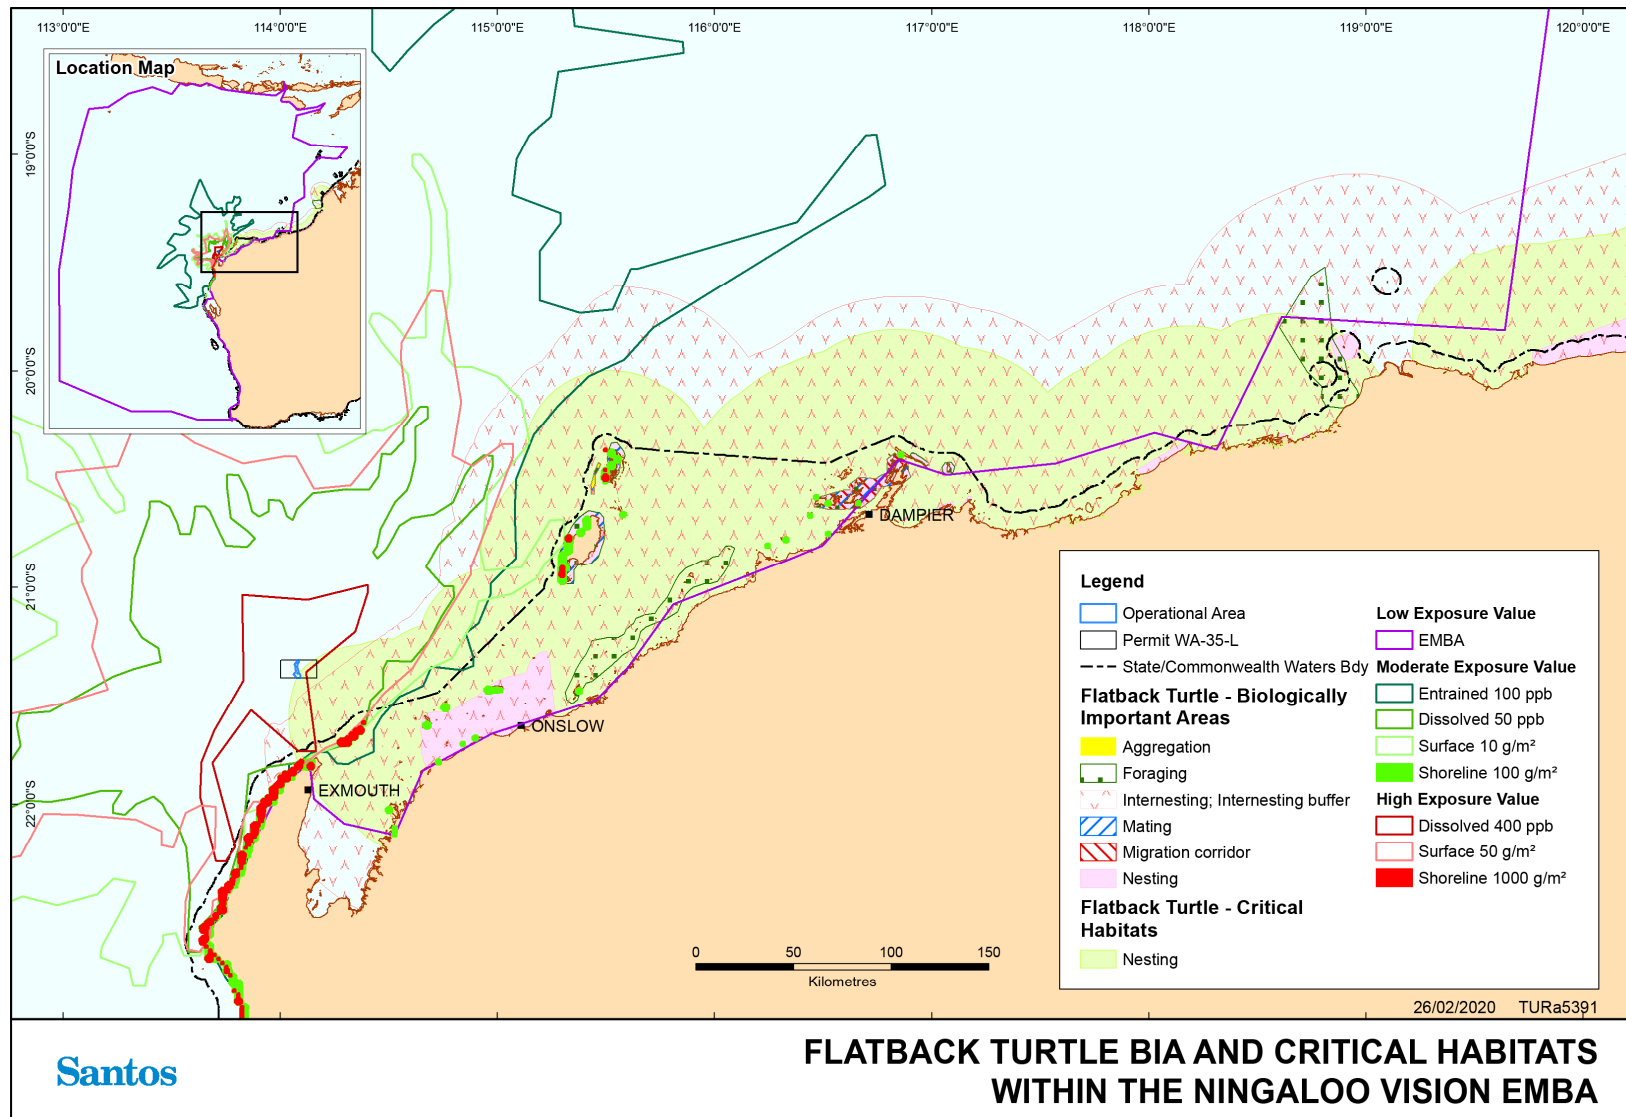 113°0'0"E 114°0'0"E 115°0'0"E 116°0'0"E 117°0'0"E 118°0'0"E 119°0'0"E 120°0'0"E
Location Map
19°0'0"S
20°0'0"S
21°0'0"S
22°0'0"S
DAMPIER
ONSLOW
EXMOUTH
Legend
Operational Area
Permit WA-35-L
State/Commonwealth Waters Bdy
Flatback Turtle - Biologically
Important Areas
Aggregation
Foraging
Internesting; Internesting buffer
Mating
Migration corridor
Nesting
Flatback Turtle - Critical
Habitats
Nesting
Low Exposure Value
EMBA
Moderate Exposure Value
Entrained 100 ppb
Dissolved 50 ppb
Surface 10 g/m²
Shoreline 100 g/m²
High Exposure Value
Dissolved 400 ppb
Surface 50 g/m²
Shoreline 1000 g/m²
0 50 100 150
Kilometres
26/02/2020 TURa5391
Santos
FLATBACK TURTLE BIA AND CRITICAL HABITATS
WITHIN THE NINGALOO VISION EMBA